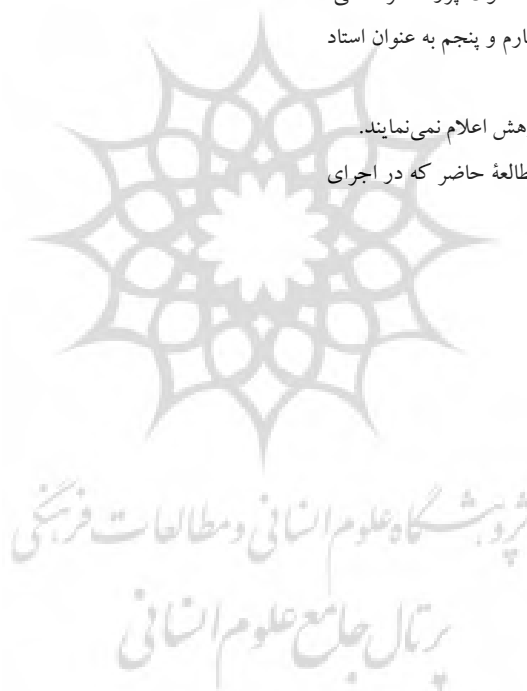 ارم و پنجم به عنوان استاد
هش اعلام نمی‌نمایند.
طالعهٔ حاضر که در اجرای
پژوهشگاه علوم انسانی و مطالعات فرهنگی
پرتال جامع علوم انسانی